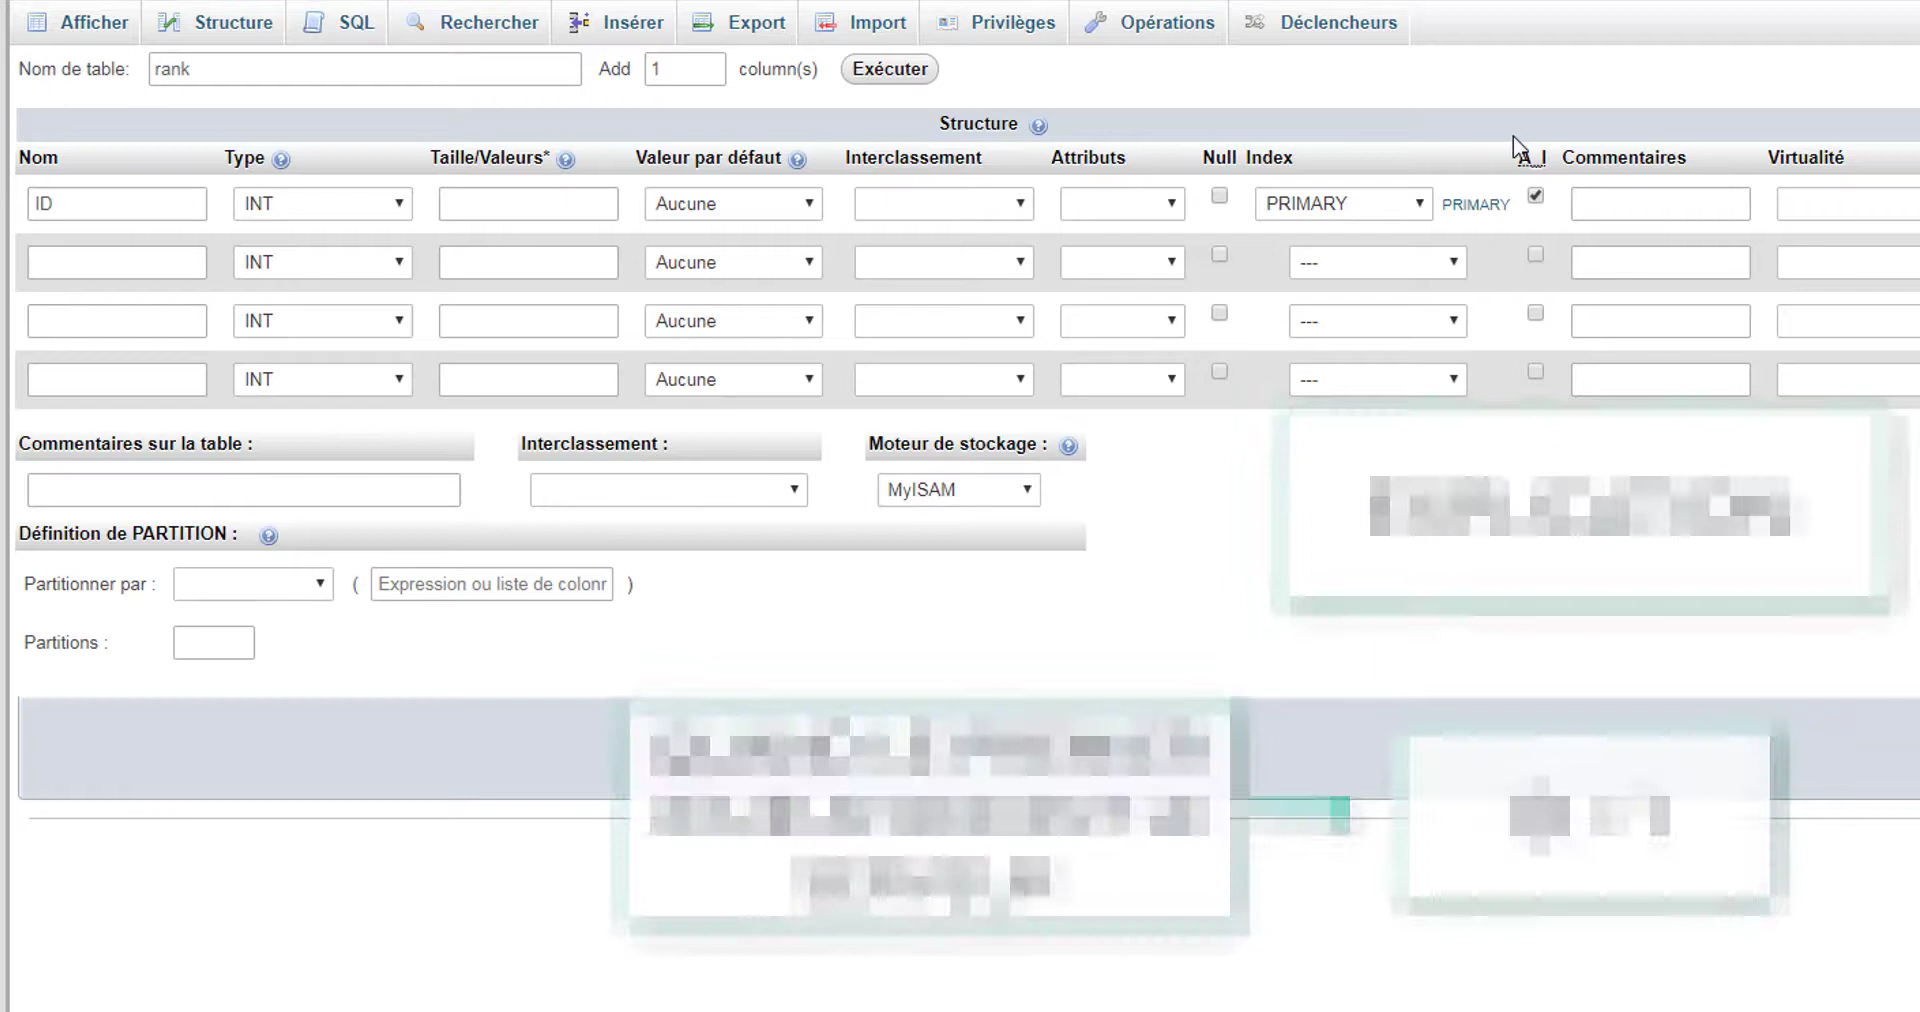 Afficher Structure SQL Rechercher Insérer Export Import Privilèges Opérations Déclencheurs
Nom de table: rank Add 1 column(s) Exécuter
Structure
Nom Type Taille/Valeurs* Valeur par défaut Interclassement Attributs Null Index A_I Commentaires Virtualité
ID INT Aucune PRIMARY PRIMARY
INT Aucune ---
INT Aucune ---
INT Aucune ---
Commentaires sur la table : Interclassement : Moteur de stockage :
MyISAM
Définition de PARTITION :
Partitionner par : ( Expression ou liste de colonr )
Partitions :